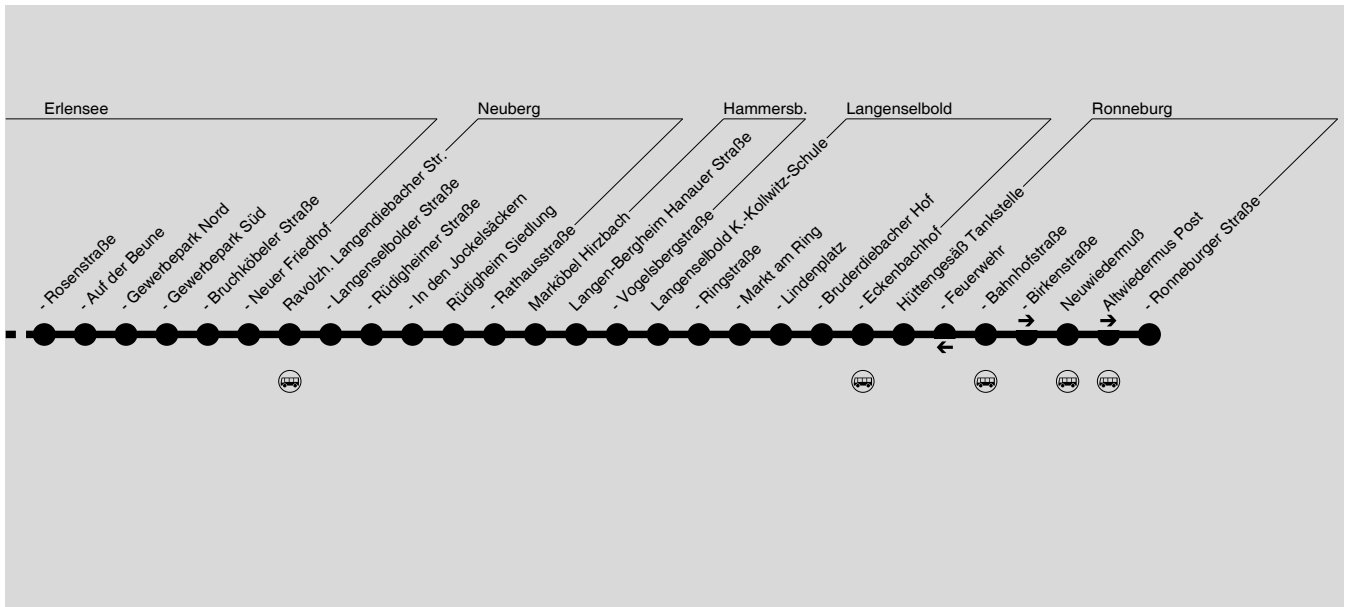 Erlensee
Neuberg
Hammersb.
Langenselbold
Ronneburg
- Rosenstraße
- Auf der Beune
- Gewerbepark Nord
- Gewerbepark Süd
- Bruchköbeler Straße
- Neuer Friedhof
Ravolzh. Langendiebacher Str.
- Langenselbolder Straße
- Rüdigheimer Straße
- In den Jockelsäckern
Rüdigheim Siedlung
- Rathausstraße
Marköbel Hirzbach
Langen-Bergheim Hanauer Straße
- Vogelsbergstraße
Langenselbold K.-Kollwitz-Schule
- Ringstraße
- Markt am Ring
- Lindenplatz
- Bruderdiebacher Hof
- Eckenbachhof
Hüttengesäß Tankstelle
- Feuerwehr
- Bahnhofstraße
- Birkenstraße
Neuwiedermuß
Altwiedermus Post
- Ronneburger Straße